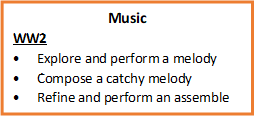 Music
WW2
• Explore and perform a melody
• Compose a catchy melody
• Refine and perform an assemble